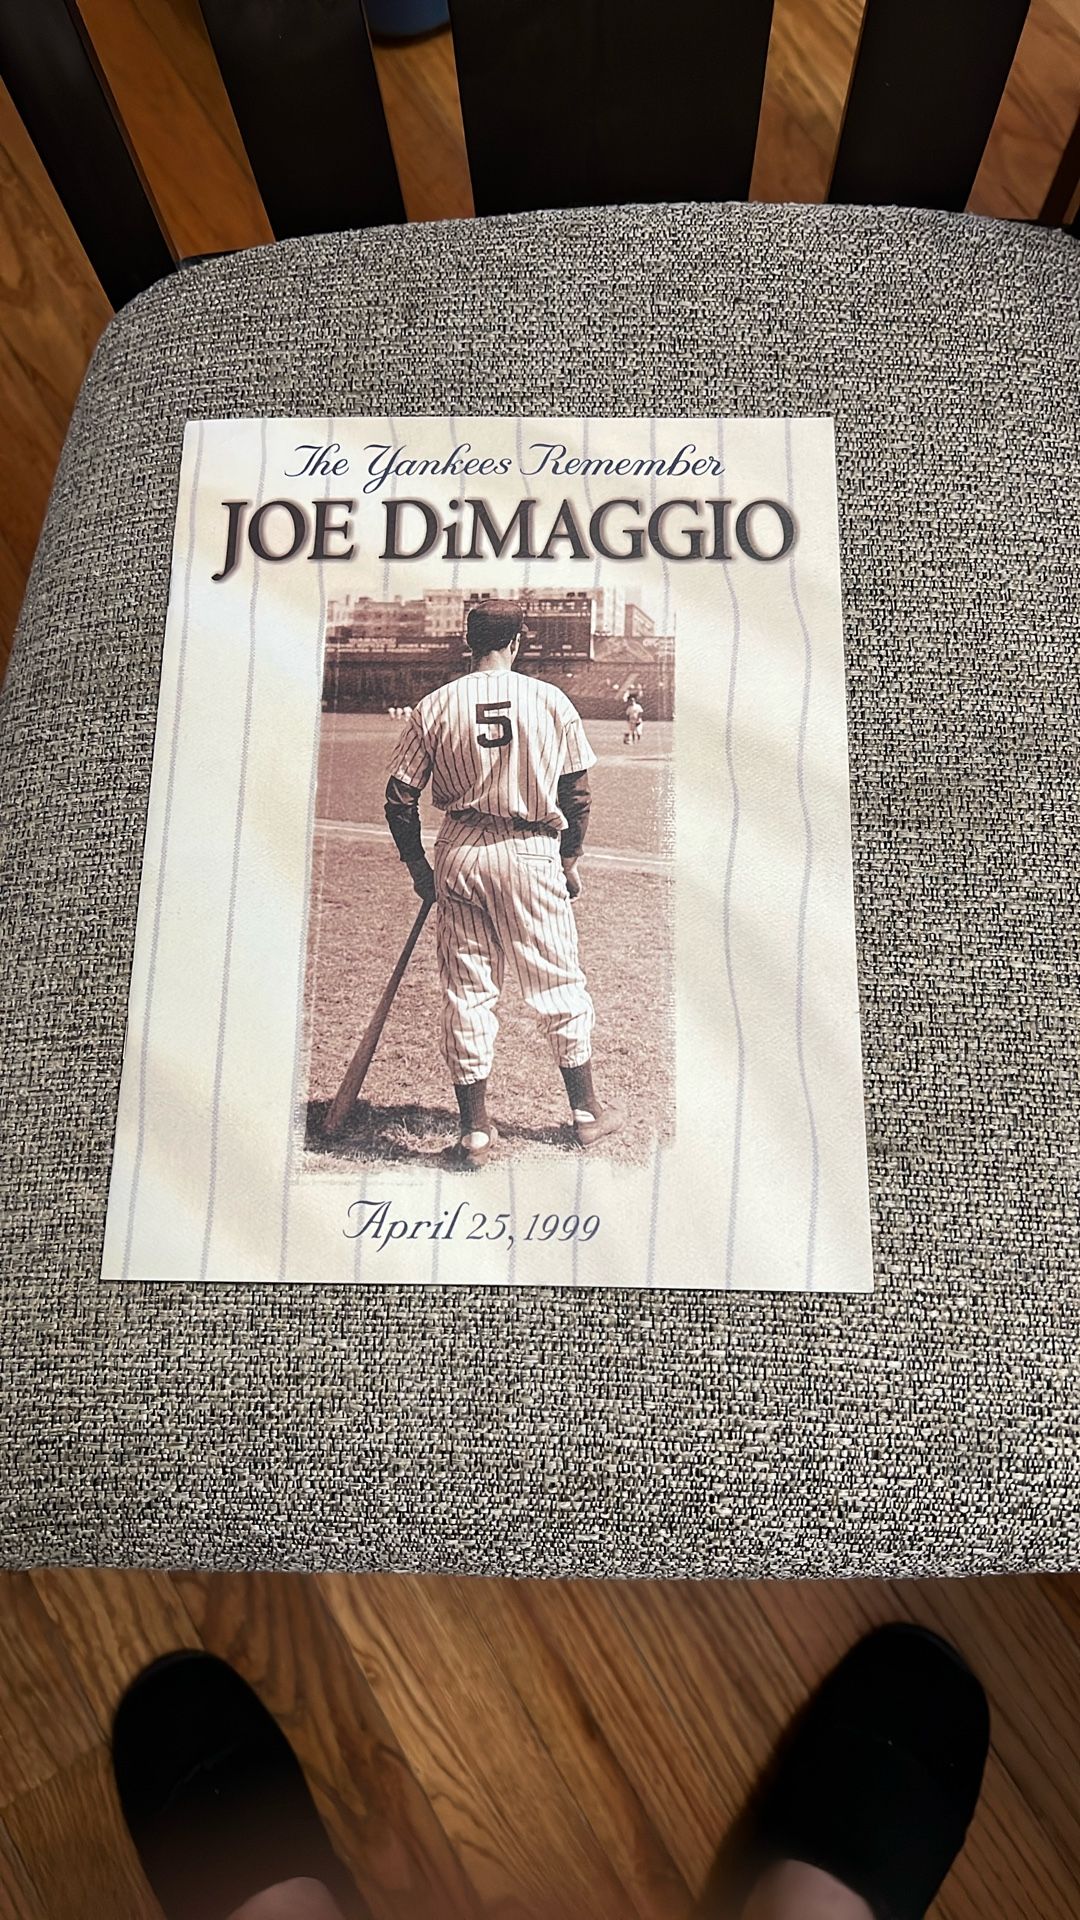 The Yankees Remember
JOE DiMAGGIO
5
April 25, 1999